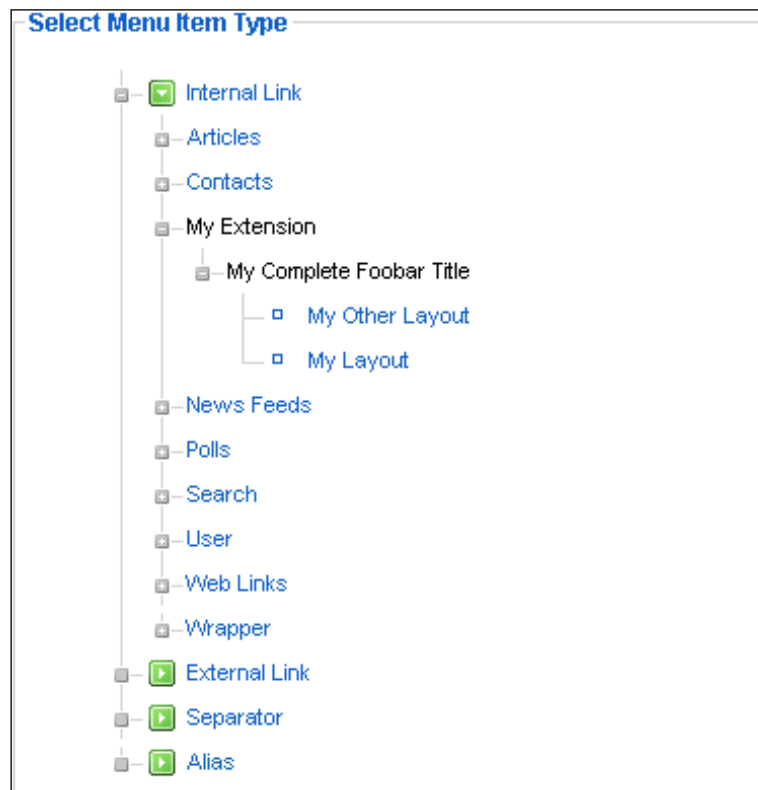 Select Menu Item Type
Internal Link
Articles
Contacts
My Extension
My Complete Foobar Title
My Other Layout
My Layout
News Feeds
Polls
Search
User
Web Links
Wrapper
External Link
Separator
Alias